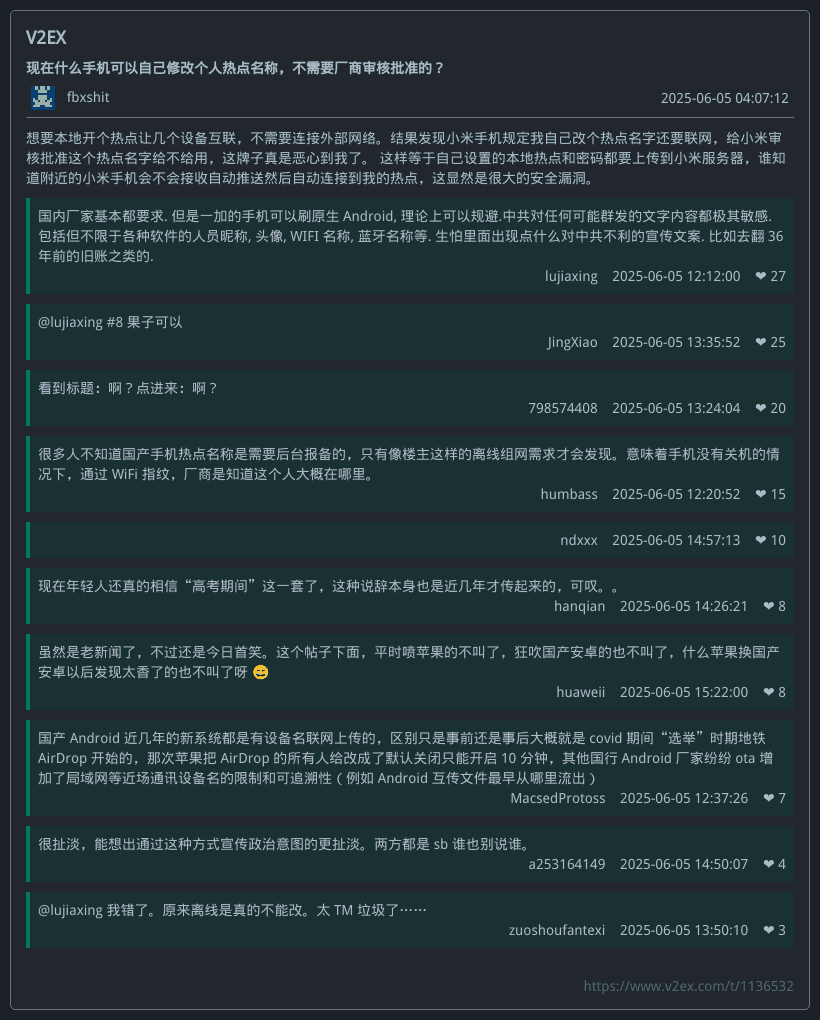 V2EX
现在什么手机可以自己修改个人热点名称，不需要厂商审核批准的？
fbxshit 2025-06-05 04:07:12
想要本地开个热点让几个设备互联，不需要连接外部网络。结果发现小米手机规定我自己改个热点名字还要联网，给小米审
核批准这个热点名字给不给用，这牌子真是恶心到我了。 这样等于自己设置的本地热点和密码都要上传到小米服务器，谁知
道附近的小米手机会不会接收自动推送然后自动连接到我的热点，这显然是很大的安全漏洞。
国内厂家基本都要求. 但是一加的手机可以刷原生 Android, 理论上可以规避.中共对任何可能群发的文字内容都极其敏感.
包括但不限于各种软件的人员昵称, 头像, WIFI 名称, 蓝牙名称等. 生怕里面出现点什么对中共不利的宣传文案. 比如去翻 36
年前的旧账之类的.
lujiaxing 2025-06-05 12:12:00 ❤ 27
@lujiaxing #8 果子可以
JingXiao 2025-06-05 13:35:52 ❤ 25
看到标题：啊？点进来：啊？
798574408 2025-06-05 13:24:04 ❤ 20
很多人不知道国产手机热点名称是需要后台报备的，只有像楼主这样的离线组网需求才会发现。意味着手机没有关机的情
况下，通过 WiFi 指纹，厂商是知道这个人大概在哪里。
humbass 2025-06-05 12:20:52 ❤ 15
ndxxx 2025-06-05 14:57:13 ❤ 10
现在年轻人还真的相信“高考期间”这一套了，这种说辞本身也是近几年才传起来的，可叹。。
hanqian 2025-06-05 14:26:21 ❤ 8
虽然是老新闻了，不过还是今日首笑。这个帖子下面，平时喷苹果的不叫了，狂吹国产安卓的也不叫了，什么苹果换国产
安卓以后发现太香了的也不叫了呀 😄
huaweii 2025-06-05 15:22:00 ❤ 8
国产 Android 近几年的新系统都是有设备名联网上传的，区别只是事前还是事后大概就是 covid 期间“选举”时期地铁
AirDrop 开始的，那次苹果把 AirDrop 的所有人给改成了默认关闭只能开启 10 分钟，其他国行 Android 厂家纷纷 ota 增
加了局域网等近场通讯设备名的限制和可追溯性（例如 Android 互传文件最早从哪里流出）
MacsedProtoss 2025-06-05 12:37:26 ❤ 7
很扯淡，能想出通过这种方式宣传政治意图的更扯淡。两方都是 sb 谁也别说谁。
a253164149 2025-06-05 14:50:07 ❤ 4
@lujiaxing 我错了。原来离线是真的不能改。太 TM 垃圾了……
zuoshoufantexi 2025-06-05 13:50:10 ❤ 3
https://www.v2ex.com/t/1136532